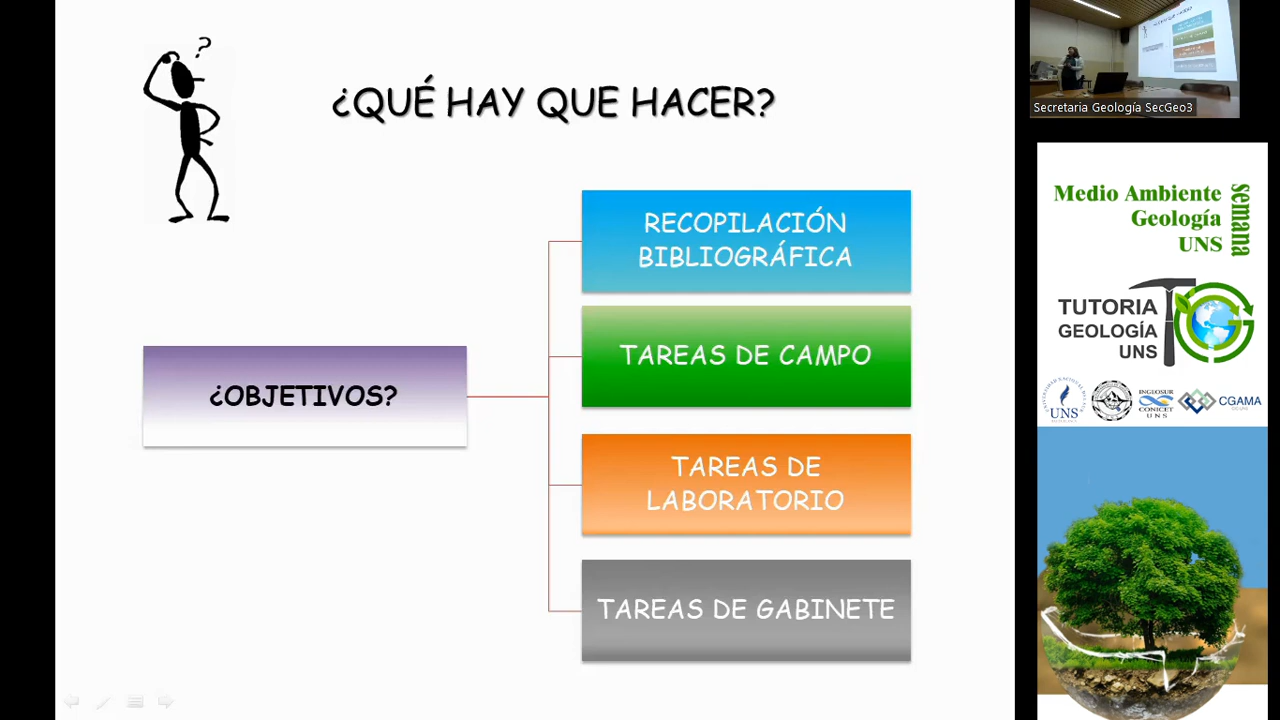 ?
¿QUÉ HAY QUE HACER?
¿OBJETIVOS?
RECOPILACIÓN
BIBLIOGRÁFICA
TAREAS DE CAMPO
TAREAS DE
LABORATORIO
TAREAS DE GABINETE
Secretaria Geología SecGeo3
Medio Ambiente
Geología
UNS
semana
TUTORIA
GEOLOGÍA
UNS
UNS
INGEOSUR
CONICET
UNS
CGAMA